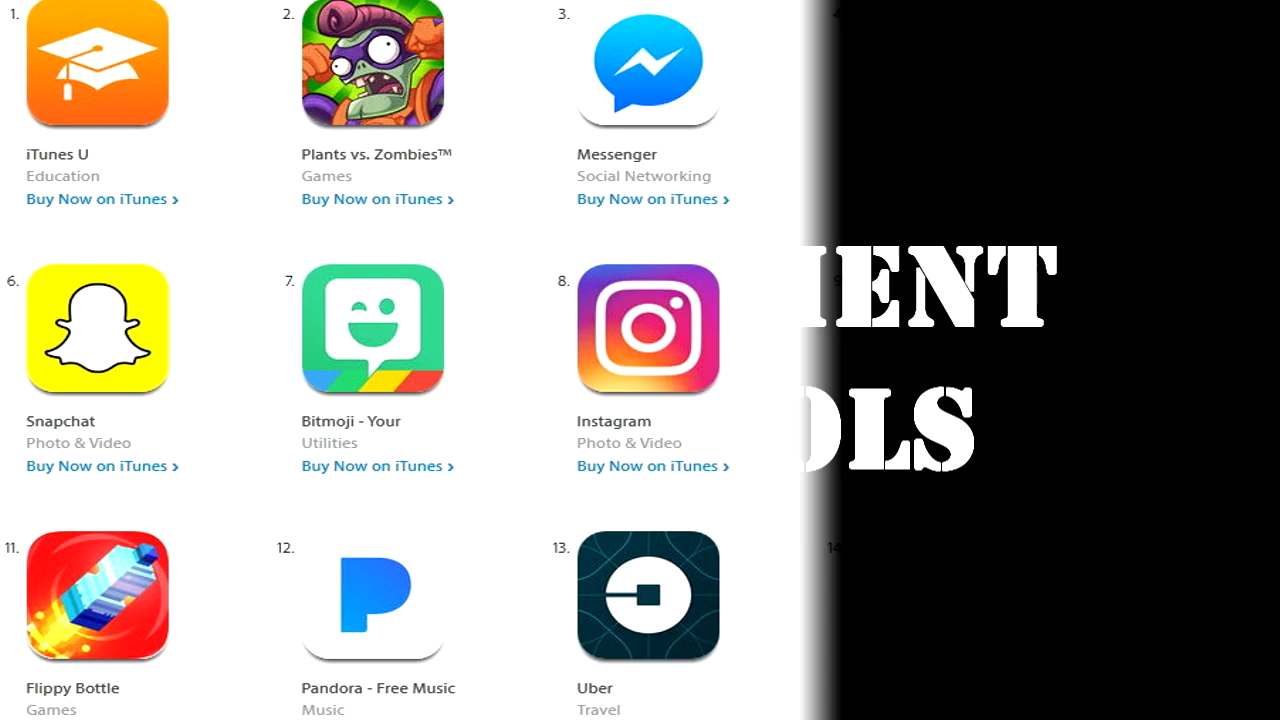 1.
iTunes U
Education
Buy Now on iTunes ›
2.
Plants vs. Zombies™
Games
Buy Now on iTunes ›
3.
Messenger
Social Networking
Buy Now on iTunes ›
6.
Snapchat
Photo & Video
Buy Now on iTunes ›
7.
Bitmoji - Your
Utilities
Buy Now on iTunes ›
8.
Instagram
Photo & Video
Buy Now on iTunes ›
11.
Flippy Bottle
Games
12.
Pandora - Free Music
Music
13.
Uber
Travel
14
ENT
OLS